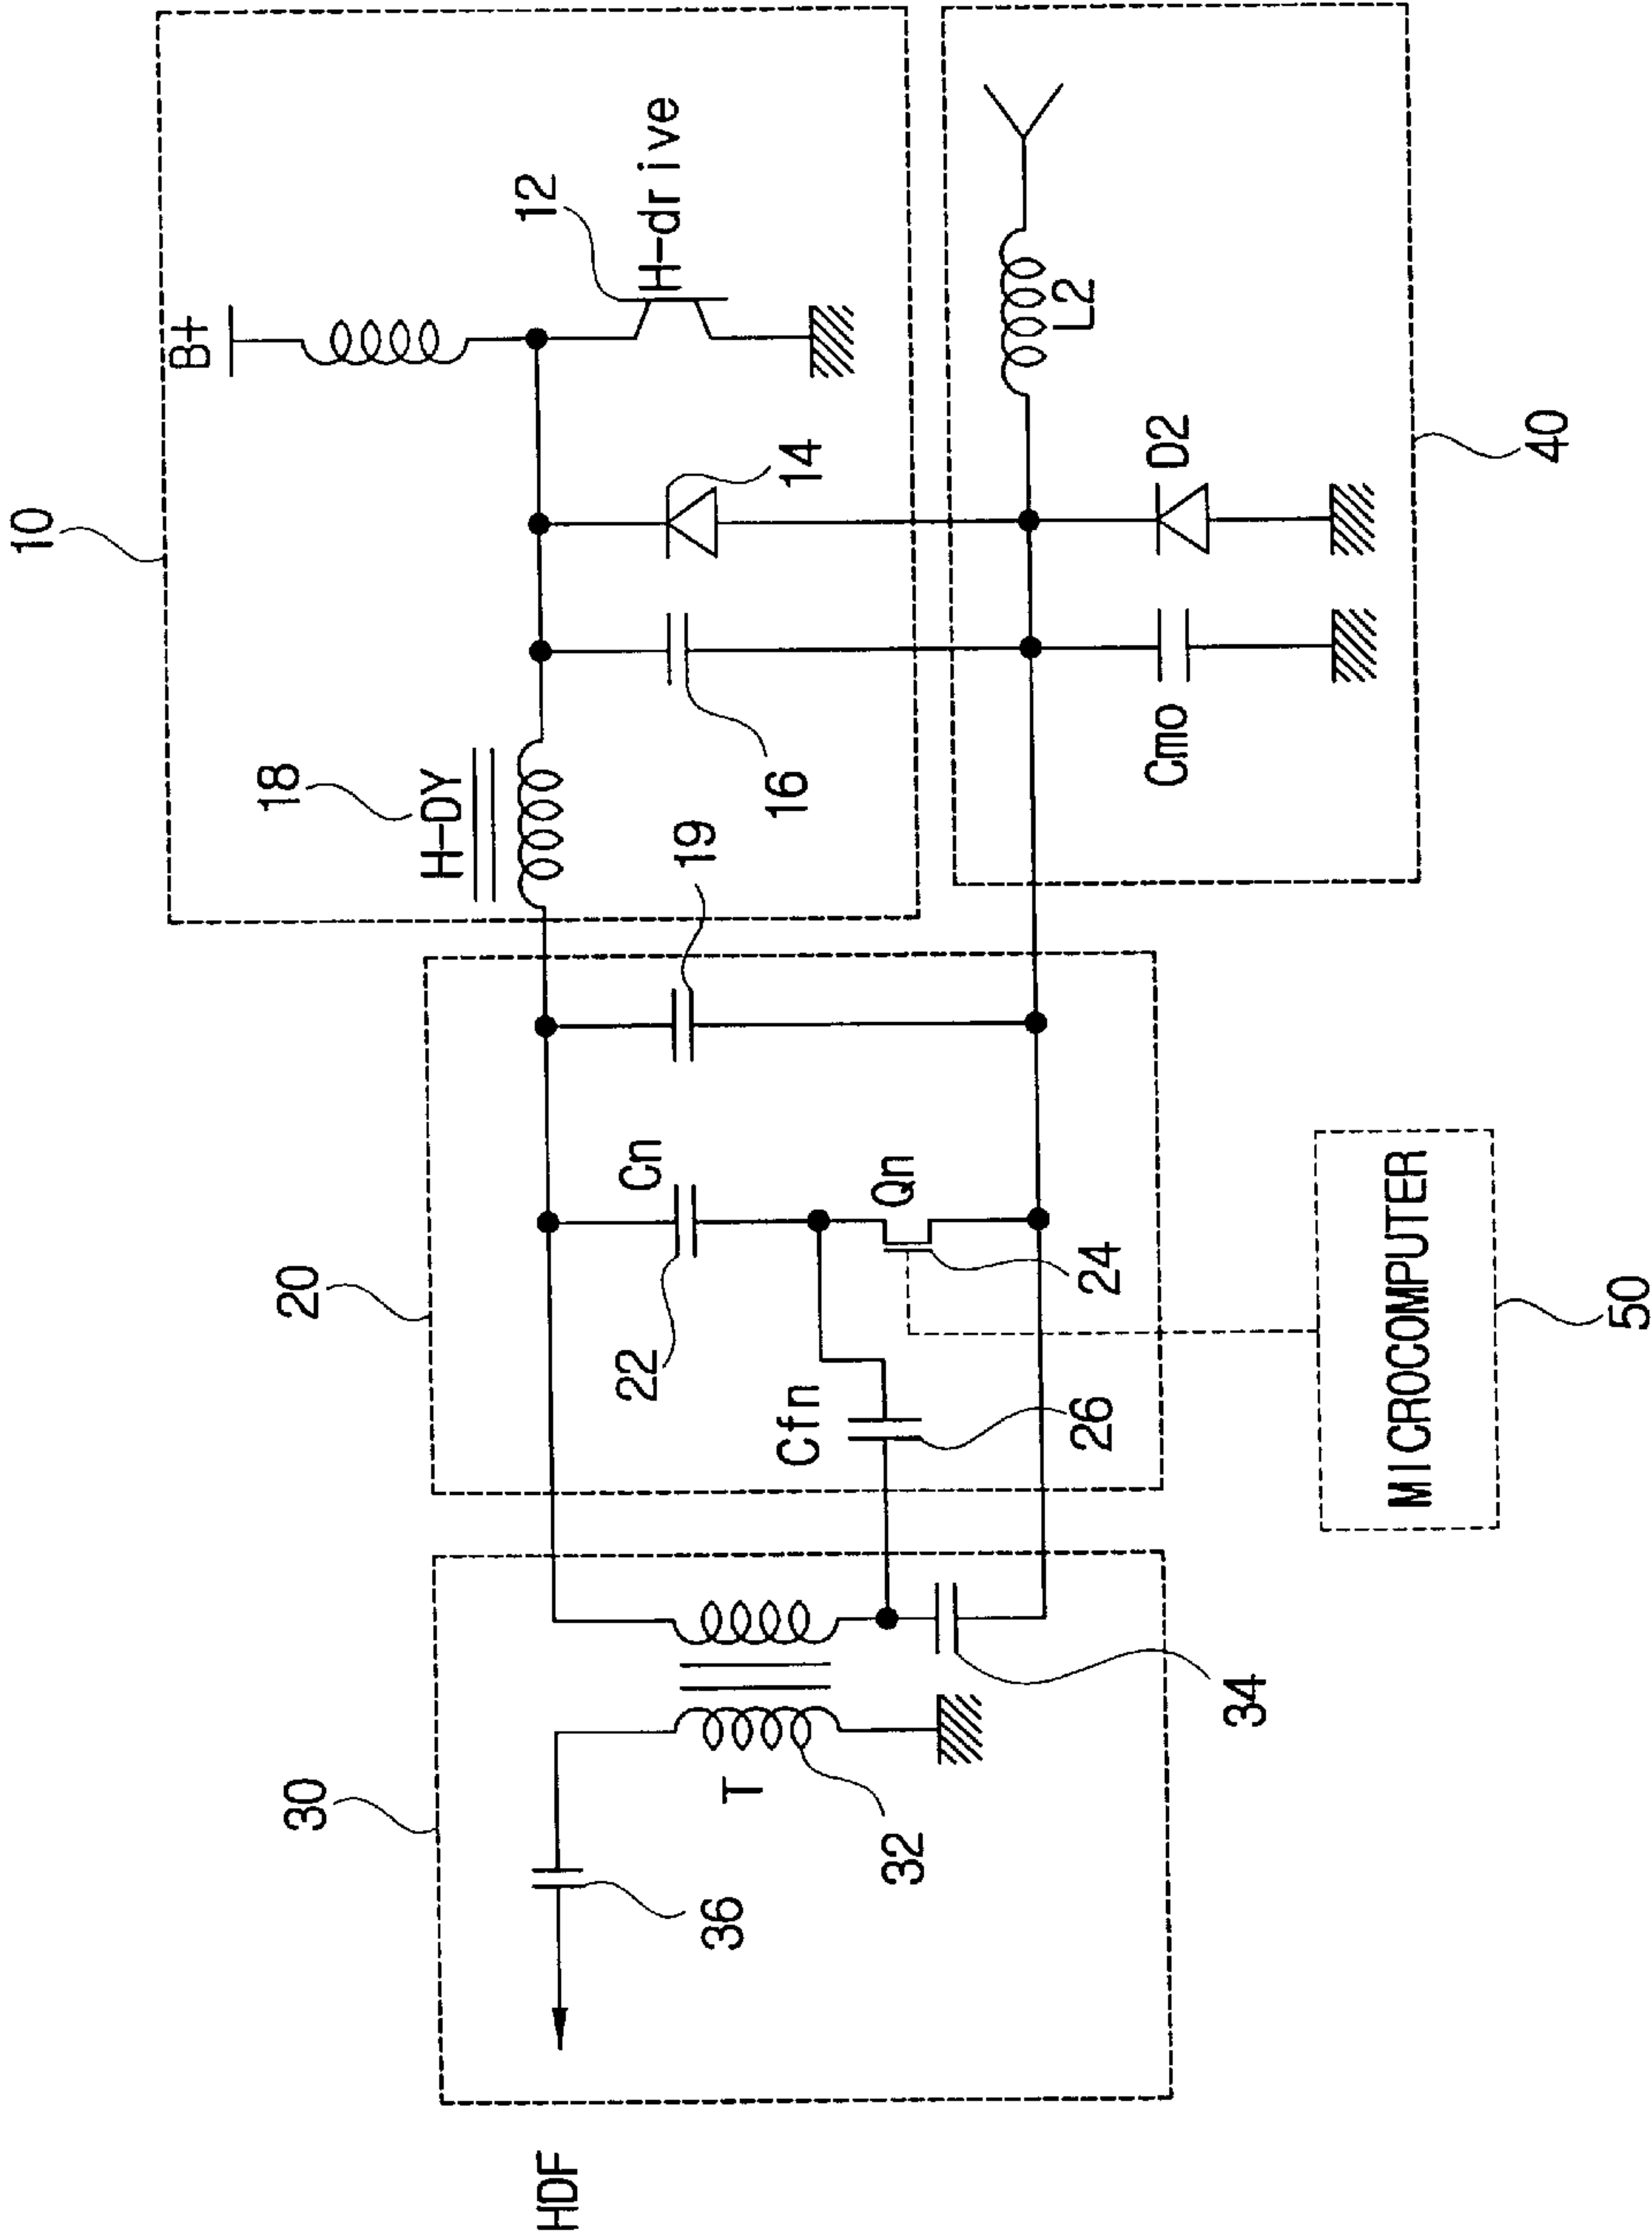 10
B+
12
H-drive
18
H-DY
14
16
19
L2
D2
Cmo
40
20
Cn
22
Qn
24
Cfn
26
MICROCOMPUTER
50
30
T
32
34
36
HDF